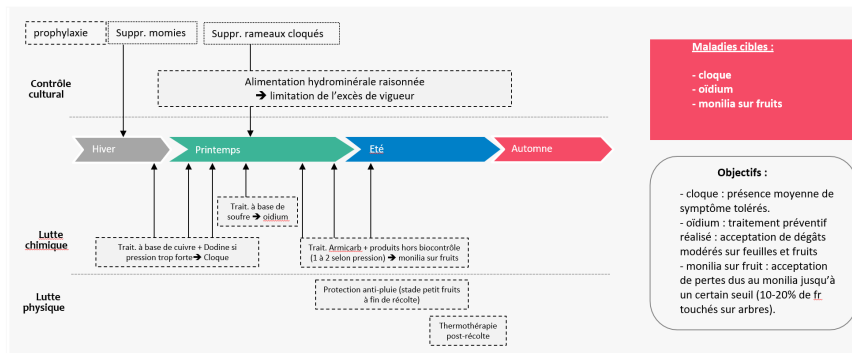 prophylaxie
Suppr. momies
Suppr. rameaux cloqués
Contrôle
cultural
Alimentation hydrominérale raisonnée
➔ limitation de l'excès de vigueur
Hiver
Printemps
Eté
Automne
Lutte
chimique
Trait. à base de
soufre ➔ oidium
Trait. à base de cuivre + Dodine si
pression trop forte➔ Cloque
Trait. Armicarb + produits hors biocontrôle
(1 à 2 selon pression) ➔ monilia sur fruits
Lutte
physique
Protection anti-pluie (stade petit fruits
à fin de récolte)
Thermothérapie
post-récolte
Maladies cibles :
- cloque
- oïdium
- monilia sur fruits
Objectifs :
- cloque : présence moyenne de
symptôme tolérés.
- oïdium : traitement préventif
réalisé : acceptation de dégâts
modérés sur feuilles et fruits
- monilia sur fruit : acceptation
de pertes dus au monilia jusqu'à
un certain seuil (10-20% de fr
touchés sur arbres).